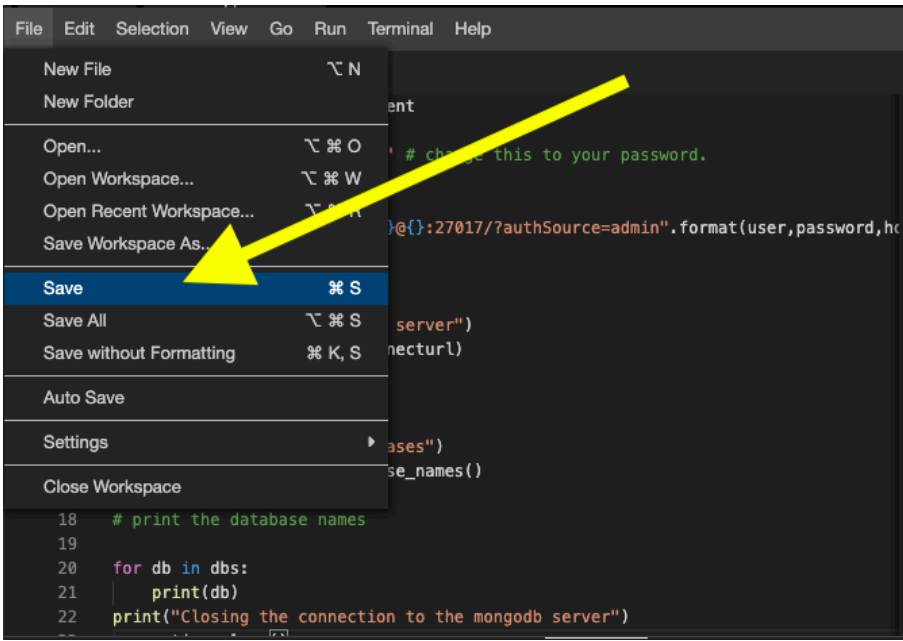 File Edit Selection View Go Run Terminal Help
New File ⌥ N
New Folder
Open... ⌥ ⌘ O
Open Workspace... ⌥ ⌘ W
Open Recent Workspace...
Save Workspace As...
Save ⌘ S
Save All ⌥ ⌘ S
Save without Formatting ⌘ K, S
Auto Save
Settings
Close Workspace
ent
' # change this to your password.
}@{}:27017/?authSource=admin".format(user,password,ho
server")
necturl)
ases")
se_names()
18 # print the database names
19
20 for db in dbs:
21 print(db)
22 print("Closing the connection to the mongodb server")